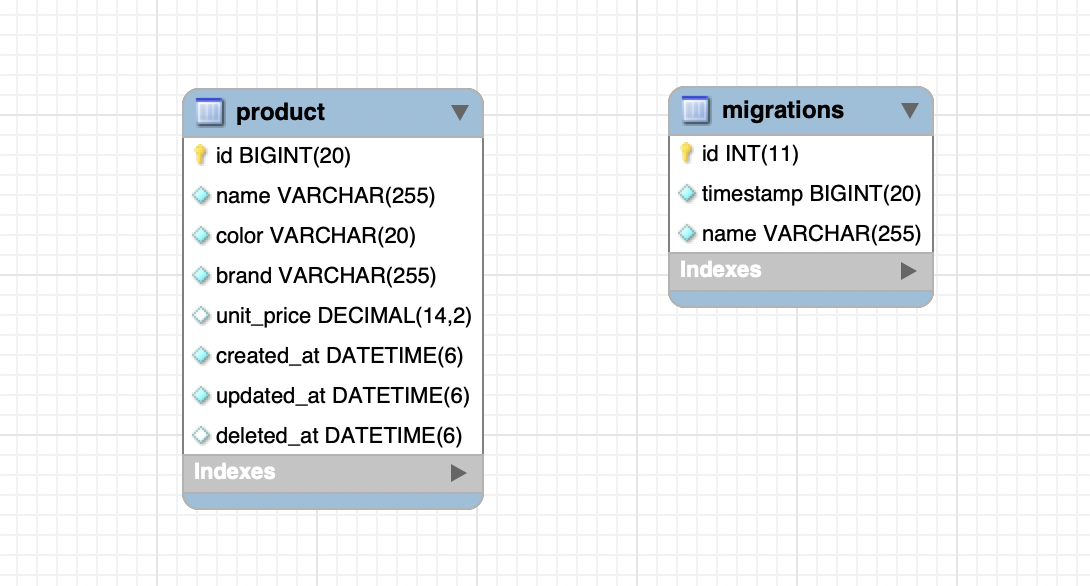 product
id BIGINT(20)
name VARCHAR(255)
color VARCHAR(20)
brand VARCHAR(255)
unit_price DECIMAL(14,2)
created_at DATETIME(6)
updated_at DATETIME(6)
deleted_at DATETIME(6)
Indexes
migrations
id INT(11)
timestamp BIGINT(20)
name VARCHAR(255)
Indexes